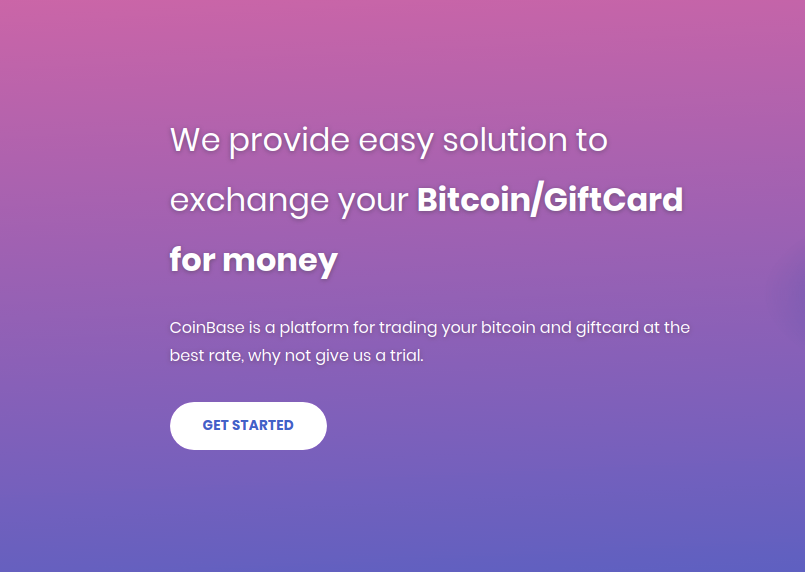 We provide easy solution to
exchange your Bitcoin/GiftCard
for money
CoinBase is a platform for trading your bitcoin and giftcard at the
best rate, why not give us a trial.
GET STARTED